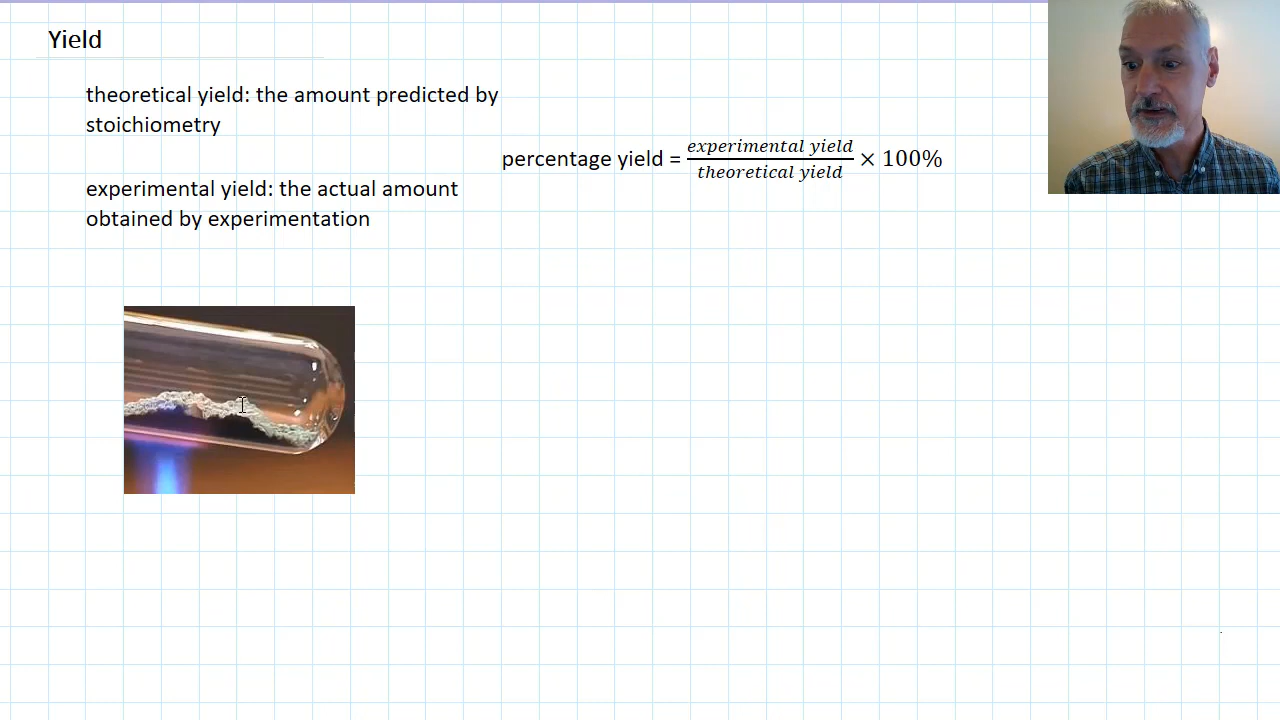 Yield
theoretical yield: the amount predicted by
stoichiometry
percentage yield = experimental yield / theoretical yield × 100%
experimental yield: the actual amount
obtained by experimentation